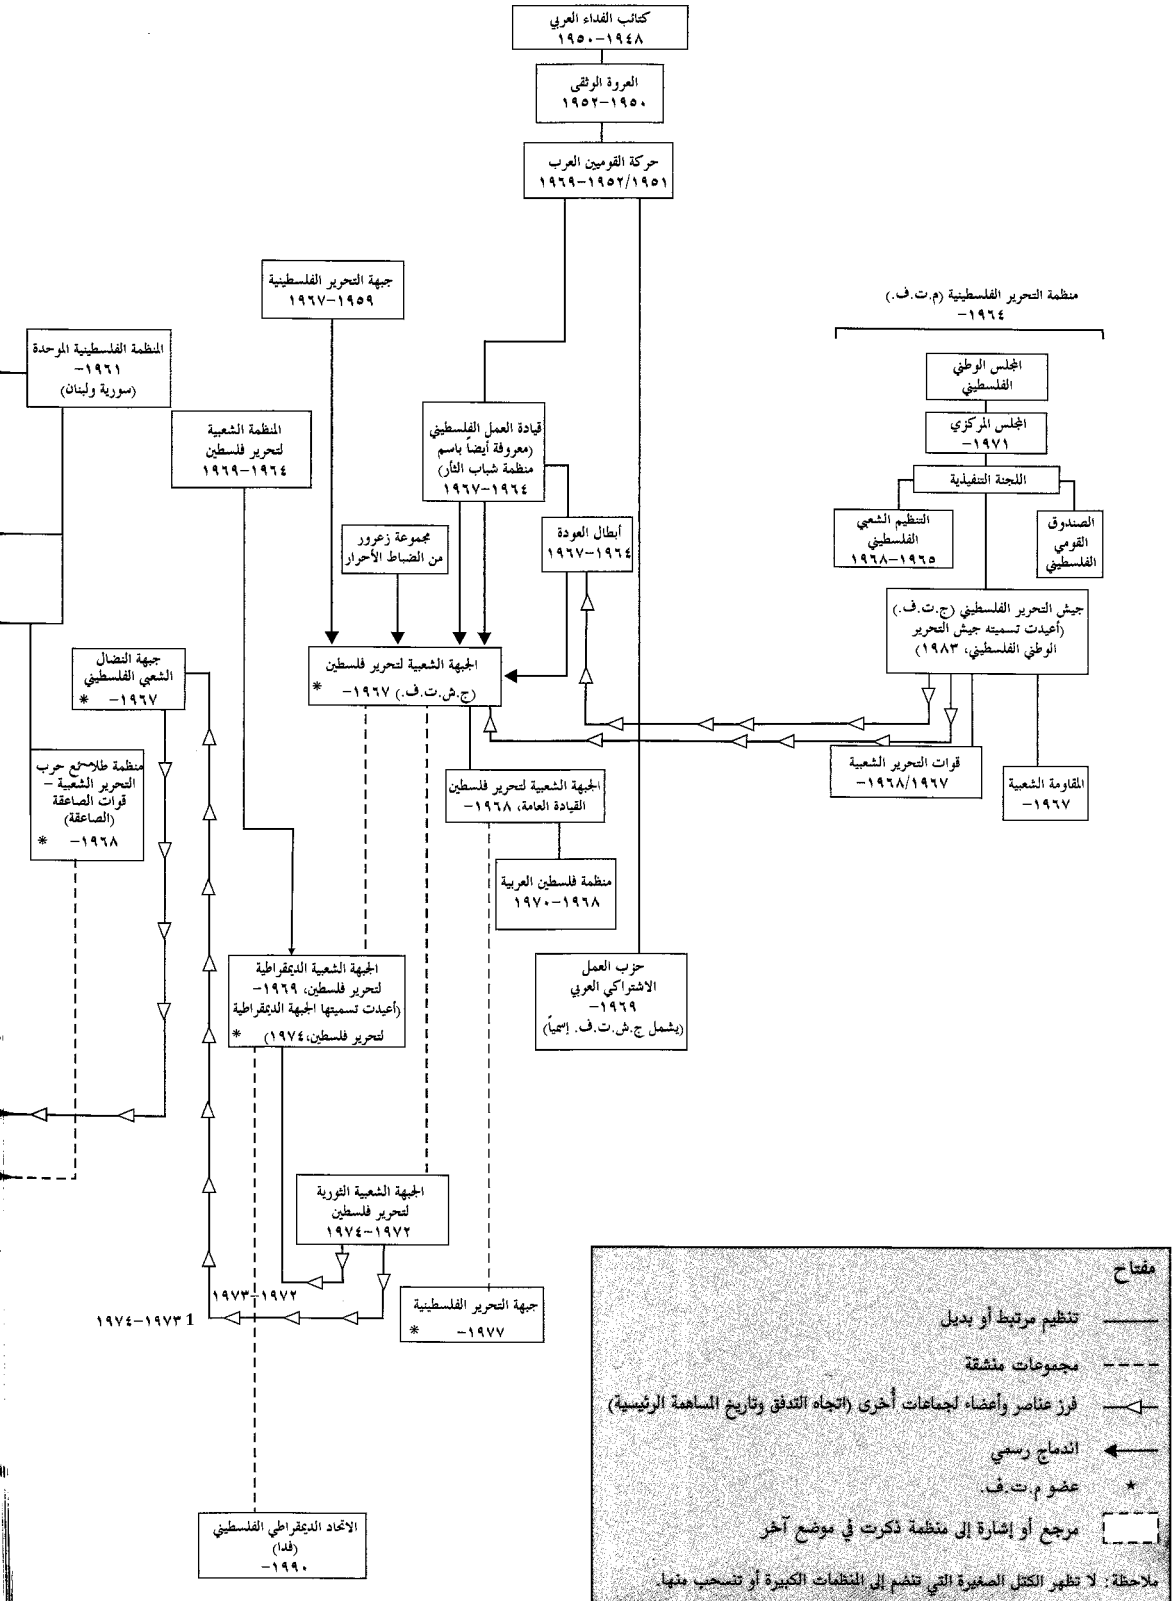 كتائب الفداء العربي
١٩٤٨-١٩٥٠
العروة الوثقى
١٩٥٠-١٩٥٢
حركة القوميين العرب
١٩٥١/١٩٥٢-١٩٦٩
جبهة التحرير الفلسطينية
١٩٥٩-١٩٦٧
منظمة التحرير الفلسطينية (م.ت.ف.)
١٩٦٤-
المنظمة الفلسطينية الموحدة
١٩٦١-
(سورية ولبنان)
المجلس الوطني
الفلسطيني
المنظمة الشعبية
لتحرير فلسطين
١٩٦٤-١٩٦٩
قيادة العمل الفلسطيني
(معروفة أيضاً باسم
منظمة شباب الثأر)
١٩٦٤-١٩٦٧
المجلس المركزي
١٩٧١-
اللجنة التنفيذية
مجموعة زعرور
من الضباط الأحرار
أبطال العودة
١٩٦٤-١٩٦٧
التنظيم الشعبي
الفلسطيني
١٩٦٥-١٩٦٨
الصندوق
القومي
الفلسطيني
جيش التحرير الفلسطيني (ج.ت.ف.)
(أعيدت تسميته جيش التحرير
الوطني الفلسطيني، ١٩٨٣)
جبهة النضال
الشعبي الفلسطيني
١٩٦٧- *
الجبهة الشعبية لتحرير فلسطين
(ج.ش.ت.ف.) ١٩٦٧- *
منظمة طلائع حرب
التحرير الشعبية -
قوات الصاعقة
(الصاعقة)
١٩٦٨- *
الجبهة الشعبية لتحرير فلسطين
القيادة العامة، ١٩٦٨-
قوات التحرير الشعبية
١٩٦٧/١٩٦٨-
المقاومة الشعبية
١٩٦٧-
منظمة فلسطين العربية
١٩٦٨-١٩٧٠
الجبهة الشعبية الديمقراطية
لتحرير فلسطين، ١٩٦٩-
(أعيدت تسميتها الجبهة الديمقراطية
لتحرير فلسطين،١٩٧٤) *
حزب العمل
الاشتراكي العربي
١٩٦٩-
(يشمل ج.ش.ت.ف. إسمياً)
الجبهة الشعبية الثورية
لتحرير فلسطين
١٩٧٢-١٩٧٤
١٩٧٢-١٩٧٣
1 ١٩٧٣-١٩٧٤
جبهة التحرير الفلسطينية
١٩٧٧- *
الاتحاد الديمقراطي الفلسطيني
(فدا)
١٩٩٠-
مفتاح
تنظيم مرتبط أو بديل
مجموعات منشقة
فرز عناصر وأعضاء لجماعات أُخرى (اتجاه التدفق وتاريخ المساهمة الرئيسية)
اندماج رسمي
* عضو م.ت.ف.
مرجع أو إشارة إلى منظمة ذكرت في موضع آخر
ملاحظة: لا تظهر الكتل الصغيرة التي تنضم إلى المنظمات الكبيرة أو تنسحب منها.